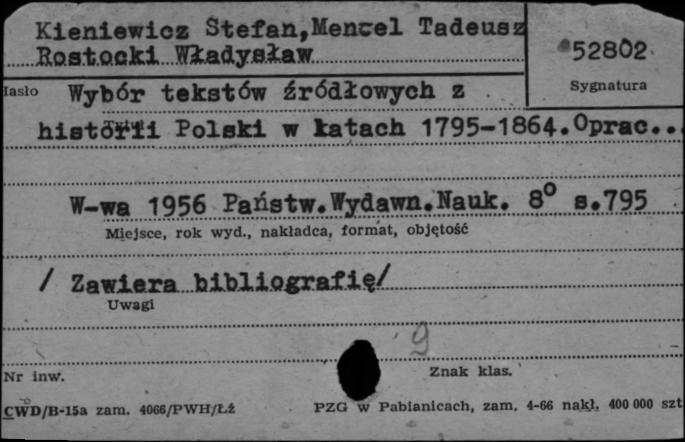 Kieniewicz Stefan,Mencel Tadeusz
Rostocki Władysław
52802
Sygnatura
Hasło Wybór tekstów źródłowych z
historii Polski w łatach 1795-1864.Oprac...
W-wa 1956 Państw.Wydawn.Nauk. 8° s.795
Miejsce, rok wyd., nakładca, format, objętość
/ Zawiera bibliografię/
Uwagi
9
Nr inw.
Znak klas.
CWD/B-15a zam. 4066/PWH/Łź
PZG w Pabianicach, zam. 4-66 nakł. 400 000 szt